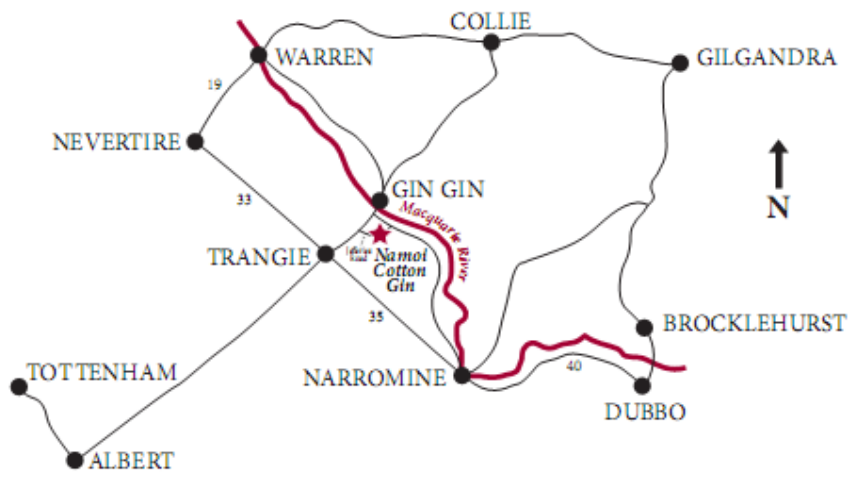 COLLIE
WARREN
GILGANDRA
19
NEVERTIRE
33
GIN GIN
N
Macquarie River
TRANGIE
Namoi
Cotton
Gin
35
BROCKLEHURST
40
TOTTENHAM
NARROMINE
DUBBO
ALBERT